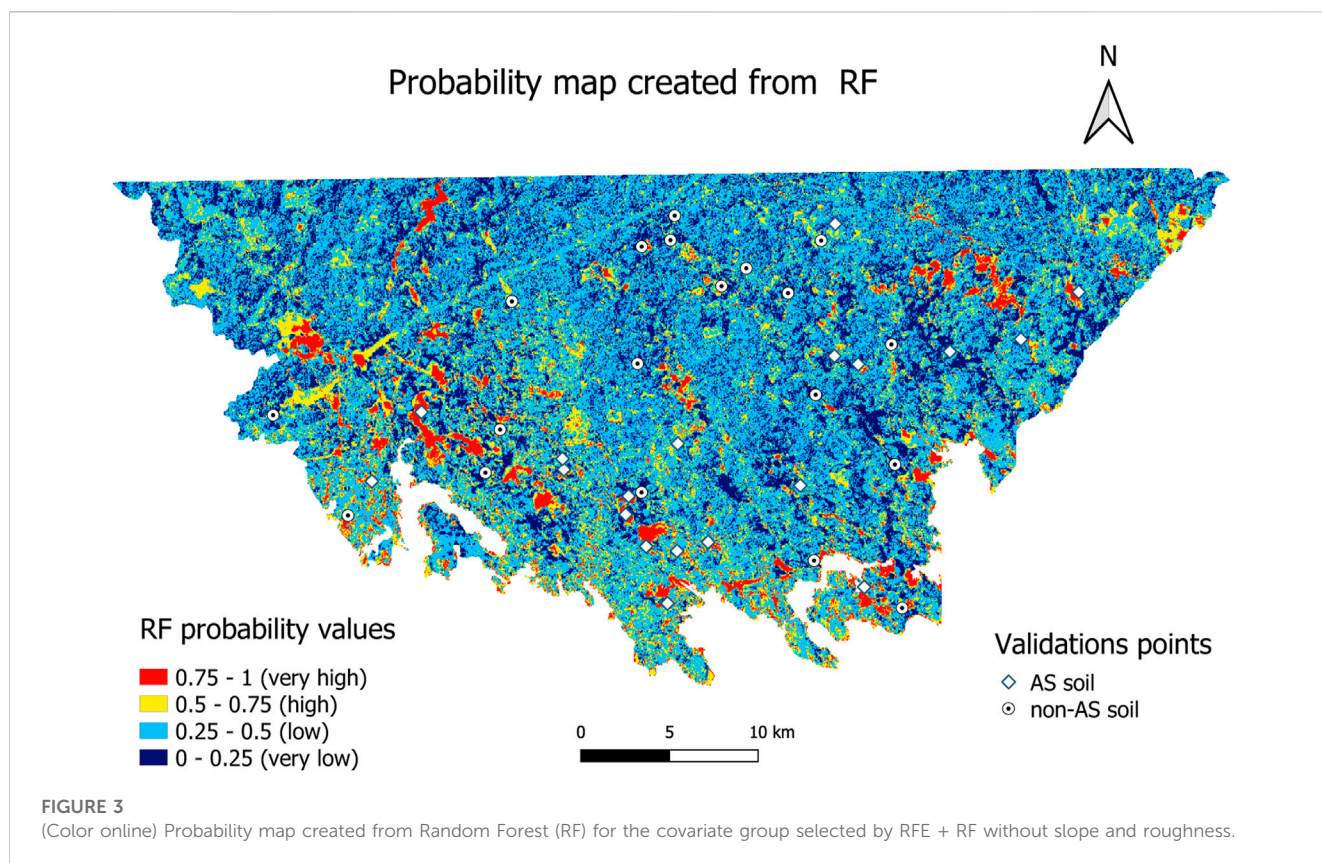 Probability map created from RF
N
RF probability values
0.75 - 1 (very high)
0.5 - 0.75 (high)
0.25 - 0.5 (low)
0 - 0.25 (very low)
0 5 10 km
Validations points
AS soil
non-AS soil
FIGURE 3
(Color online) Probability map created from Random Forest (RF) for the covariate group selected by RFE + RF without slope and roughness.